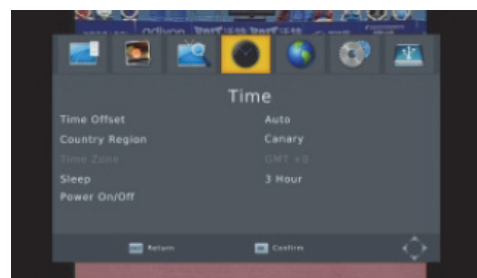 Time
Time Offset Auto
Country Region Canary
Time Zone GMT +0
Sleep 3 Hour
Power On/Off
Return Confirm